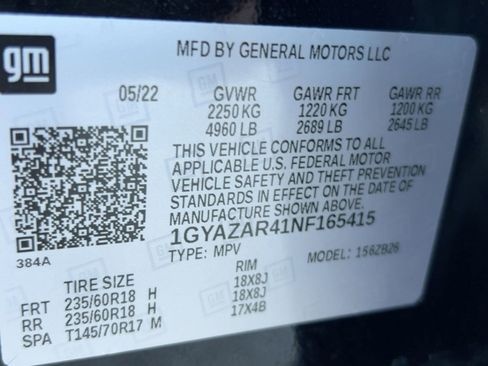 gm
MFD BY GENERAL MOTORS LLC
05/22 GVWR GAWR FRT GAWR RR
2250 KG 1220 KG 1200 KG
4960 LB 2689 LB 2645 LB
THIS VEHICLE CONFORMS TO ALL
APPLICABLE U.S. FEDERAL MOTOR
VEHICLE SAFETY AND THEFT PREVENTION
STANDARDS IN EFFECT ON THE DATE
OF MANUFACTURE SHOWN ABOVE.
1GYAZAR41NF165415
384A TYPE: MPV MODEL: 156ZB26
TIRE SIZE RIM
FRT 235/60R18 H 18X8J
RR 235/60R18 H 18X8J
SPA T145/70R17 M 17X4B